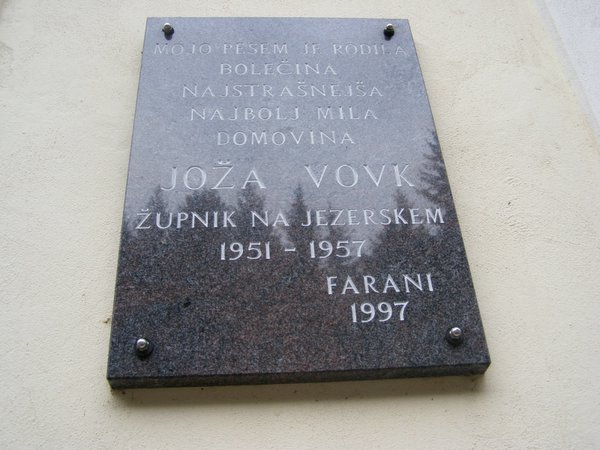 MOJO PESEM JE RODILA
BOLEČINA
NAJSTRAŠNEJŠA
NAJBOLJ MILA
DOMOVINA
JOŽA VOVK
ŽUPNIK NA JEZERSKEM
1951 - 1957
FARANI
1997